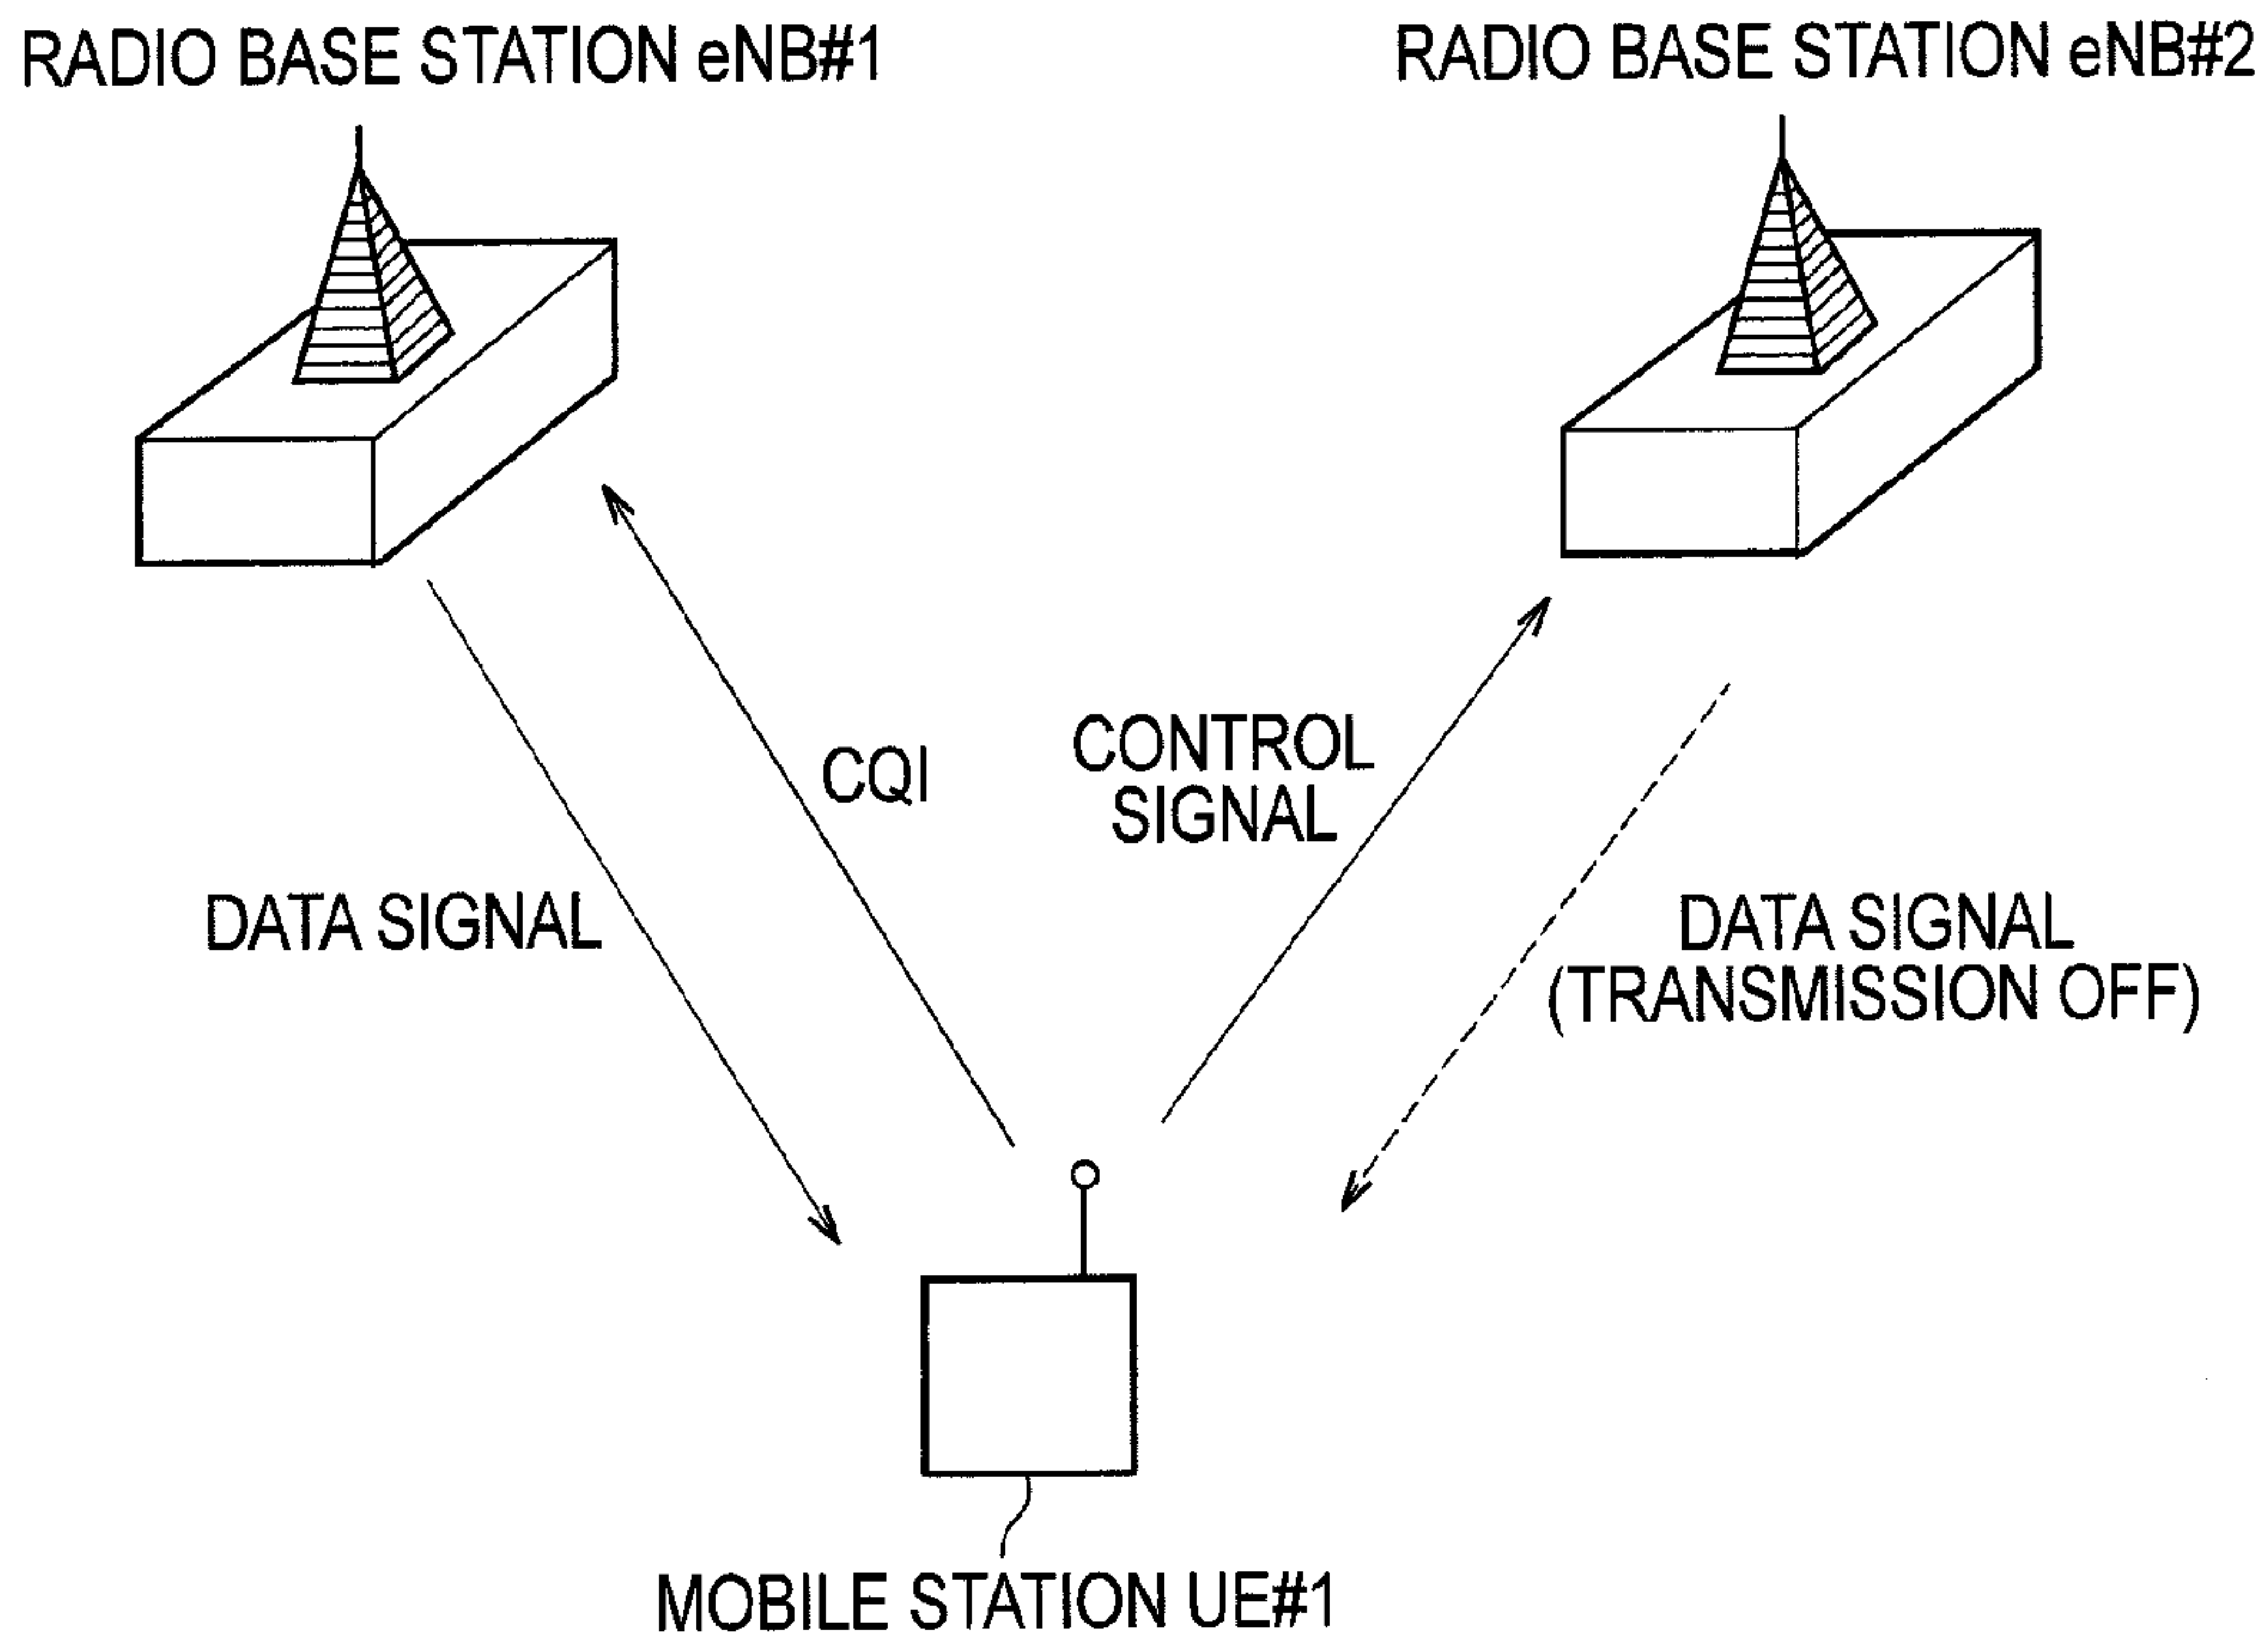 RADIO BASE STATION eNB#1
RADIO BASE STATION eNB#2
CQI
CONTROL
SIGNAL
DATA SIGNAL
DATA SIGNAL
(TRANSMISSION OFF)
MOBILE STATION UE#1